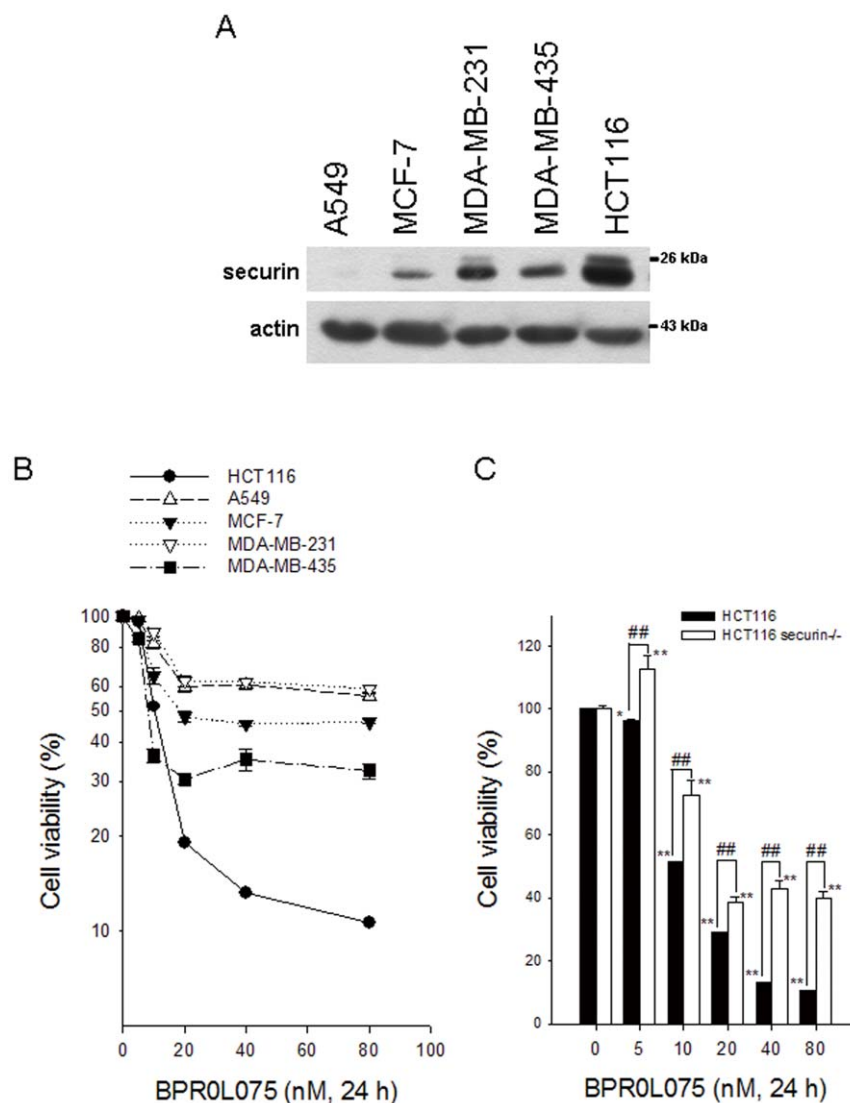 A
A549
MCF-7
MDA-MB-231
MDA-MB-435
HCT116
securin
26 kDa
actin
43 kDa
B
HCT116
A549
MCF-7
MDA-MB-231
MDA-MB-435
100
80
60
50
40
30
20
10
Cell viability (%)
0 20 40 60 80 100
BPR0L075 (nM, 24 h)
C
HCT116
HCT116 securin-/-
120
100
80
60
40
20
0
Cell viability (%)
* ## **
** ## **
** ## **
** ## **
** ## **
0 5 10 20 40 80
BPR0L075 (nM, 24 h)